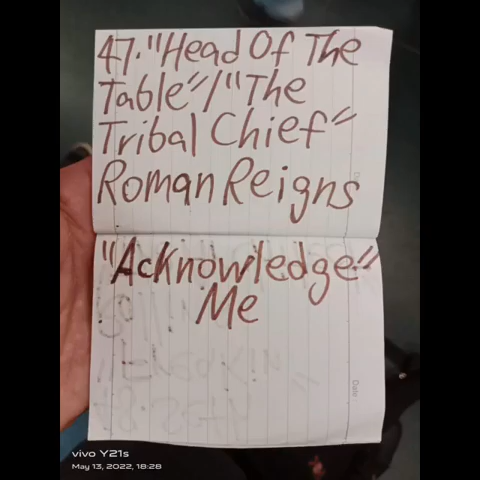 47."Head Of The
Table"/"The
Tribal Chief"
Roman Reigns
"Acknowledge"
Me
Date:
vivo Y21s
May 13, 2022, 18:28